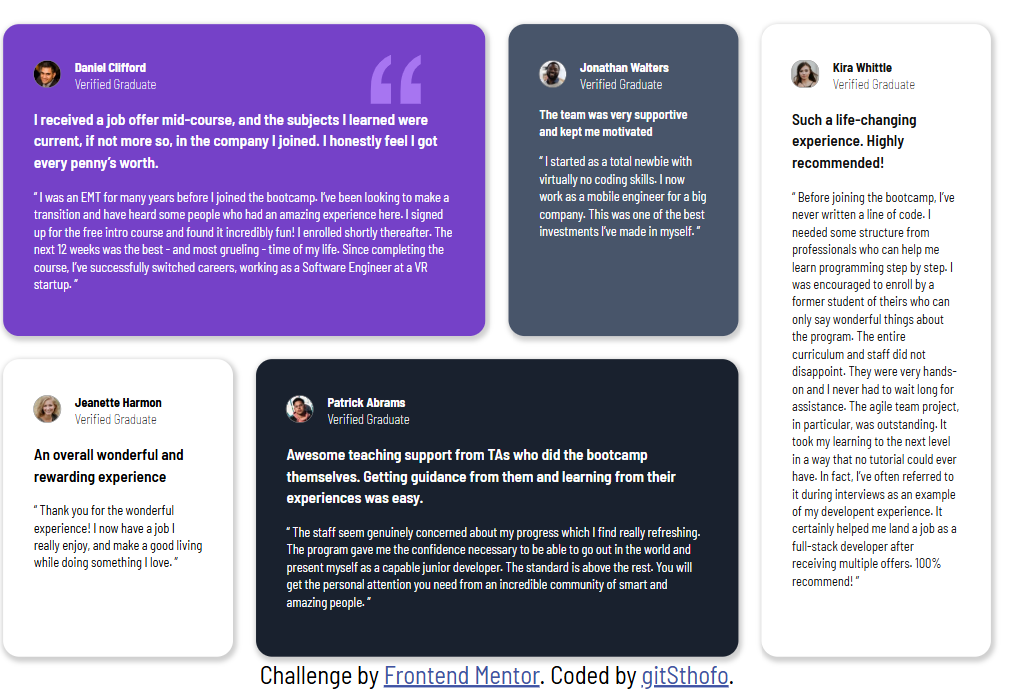 Daniel Clifford
Verified Graduate
I received a job offer mid-course, and the subjects I learned were
current, if not more so, in the company I joined. I honestly feel I got
every penny's worth.
“ I was an EMT for many years before I joined the bootcamp. I've been looking to make a
transition and have heard some people who had an amazing experience here. I signed
up for the free intro course and found it incredibly fun! I enrolled shortly thereafter. The
next 12 weeks was the best - and most grueling - time of my life. Since completing the
course, I've successfully switched careers, working as a Software Engineer at a VR
startup. ”
Jonathan Walters
Verified Graduate
The team was very supportive
and kept me motivated
“ I started as a total newbie with
virtually no coding skills. I now
work as a mobile engineer for a big
company. This was one of the best
investments I've made in myself. ”
Kira Whittle
Verified Graduate
Such a life-changing
experience. Highly
recommended!
“ Before joining the bootcamp, I've
never written a line of code. I
needed some structure from
professionals who can help me
learn programming step by step. I
was encouraged to enroll by a
former student of theirs who can
only say wonderful things about
the program. The entire
curriculum and staff did not
disappoint. They were very hands-
on and I never had to wait long for
assistance. The agile team project,
in particular, was outstanding. It
took my learning to the next level
in a way that no tutorial could ever
have. In fact, I've often referred to
it during interviews as an example
of my developent experience. It
certainly helped me land a job as a
full-stack developer after
receiving multiple offers. 100%
recommend! ”
Jeanette Harmon
Verified Graduate
An overall wonderful and
rewarding experience
“ Thank you for the wonderful
experience! I now have a job I
really enjoy, and make a good living
while doing something I love. ”
Patrick Abrams
Verified Graduate
Awesome teaching support from TAs who did the bootcamp
themselves. Getting guidance from them and learning from their
experiences was easy.
“ The staff seem genuinely concerned about my progress which I find really refreshing.
The program gave me the confidence necessary to be able to go out in the world and
present myself as a capable junior developer. The standard is above the rest. You will
get the personal attention you need from an incredible community of smart and
amazing people. ”
Challenge by Frontend Mentor. Coded by gitSthofo.